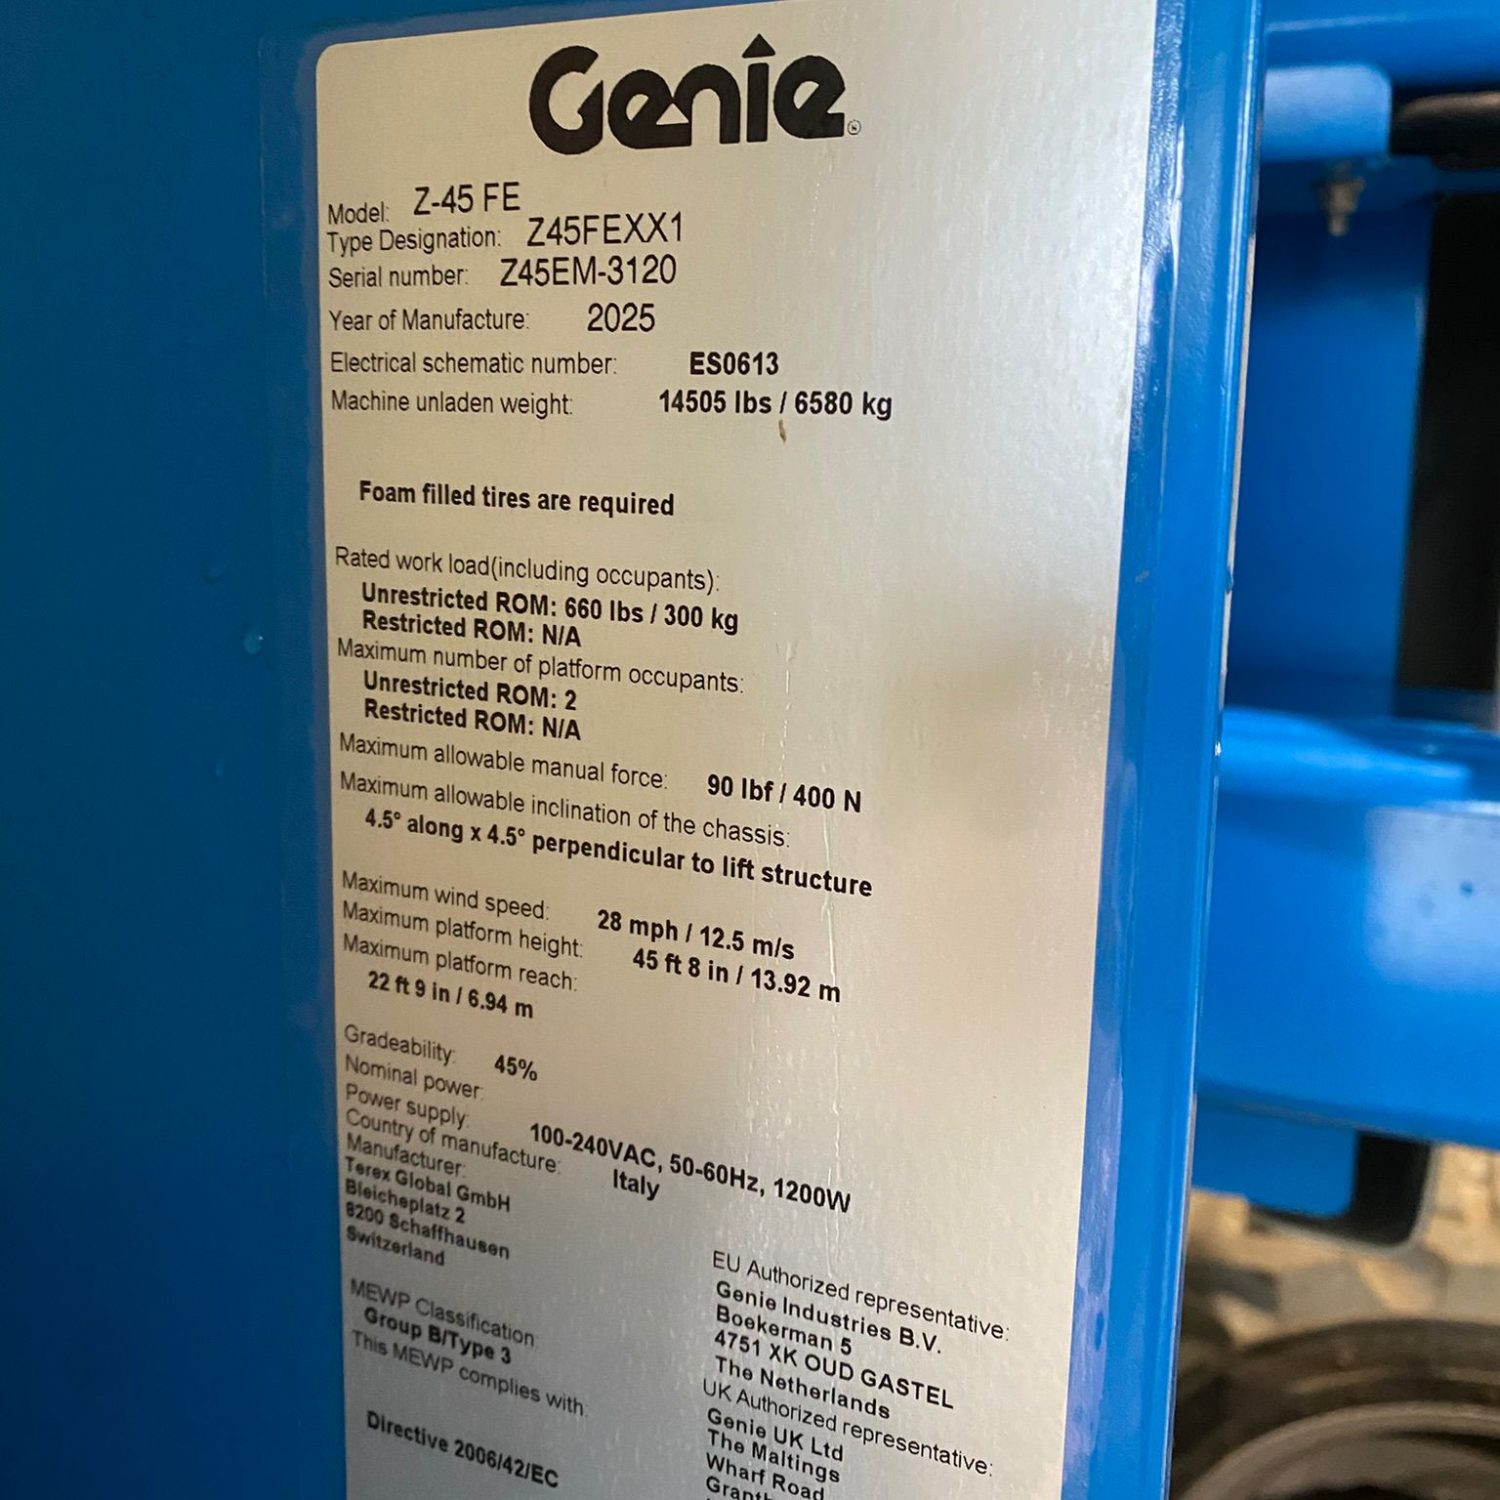 Genie
Model: Z-45 FE
Type Designation: Z45FEXX1
Serial number: Z45EM-3120
Year of Manufacture: 2025
Electrical schematic number: ES0613
Machine unladen weight: 14505 lbs / 6580 kg
Foam filled tires are required
Rated work load(including occupants):
Unrestricted ROM: 660 lbs / 300 kg
Restricted ROM: N/A
Maximum number of platform occupants:
Unrestricted ROM: 2
Restricted ROM: N/A
Maximum allowable manual force: 90 lbf / 400 N
Maximum allowable inclination of the chassis:
4.5° along x 4.5° perpendicular to lift structure
Maximum wind speed: 28 mph / 12.5 m/s
Maximum platform height: 45 ft 8 in / 13.92 m
Maximum platform reach:
22 ft 9 in / 6.94 m
Gradeability: 45%
Nominal power:
Power supply: 100-240VAC, 50-60Hz, 1200W
Country of manufacture: Italy
Manufacturer:
Terex Global GmbH
Bleicheplatz 2
8200 Schaffhausen
Switzerland
MEWP Classification:
Group B/Type 3
This MEWP complies with:
Directive 2006/42/EC
EU Authorized representative:
Genie Industries B.V.
Boekerman 5
4751 XK OUD GASTEL
The Netherlands
UK Authorized representative:
Genie UK Ltd
The Maltings
Wharf Road